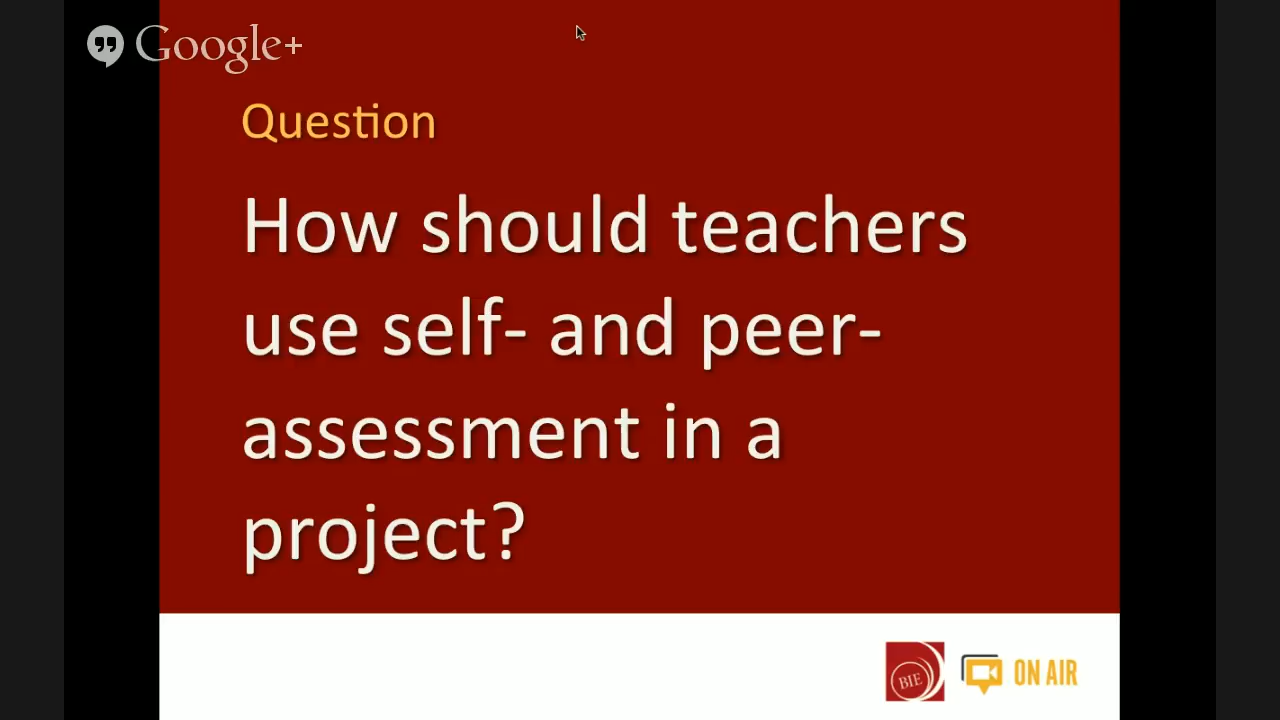 Google+
Question
How should teachers
use self- and peer-
assessment in a
project?
BIE
ON AIR